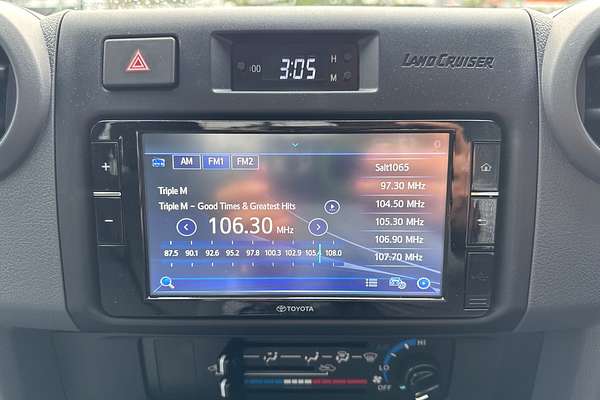 :00
3:05
H
M
LAND CRUISER
AM FM1 FM2
Triple M
Triple M – Good Times & Greatest Hits
106.30 MHz
87.5 90.1 92.6 95.2 97.8 100.3 102.9 105.4 108.0
Salt1065
97.30 MHz
104.50 MHz
105.30 MHz
106.90 MHz
107.70 MHz
TOYOTA
LO
HI
OFF